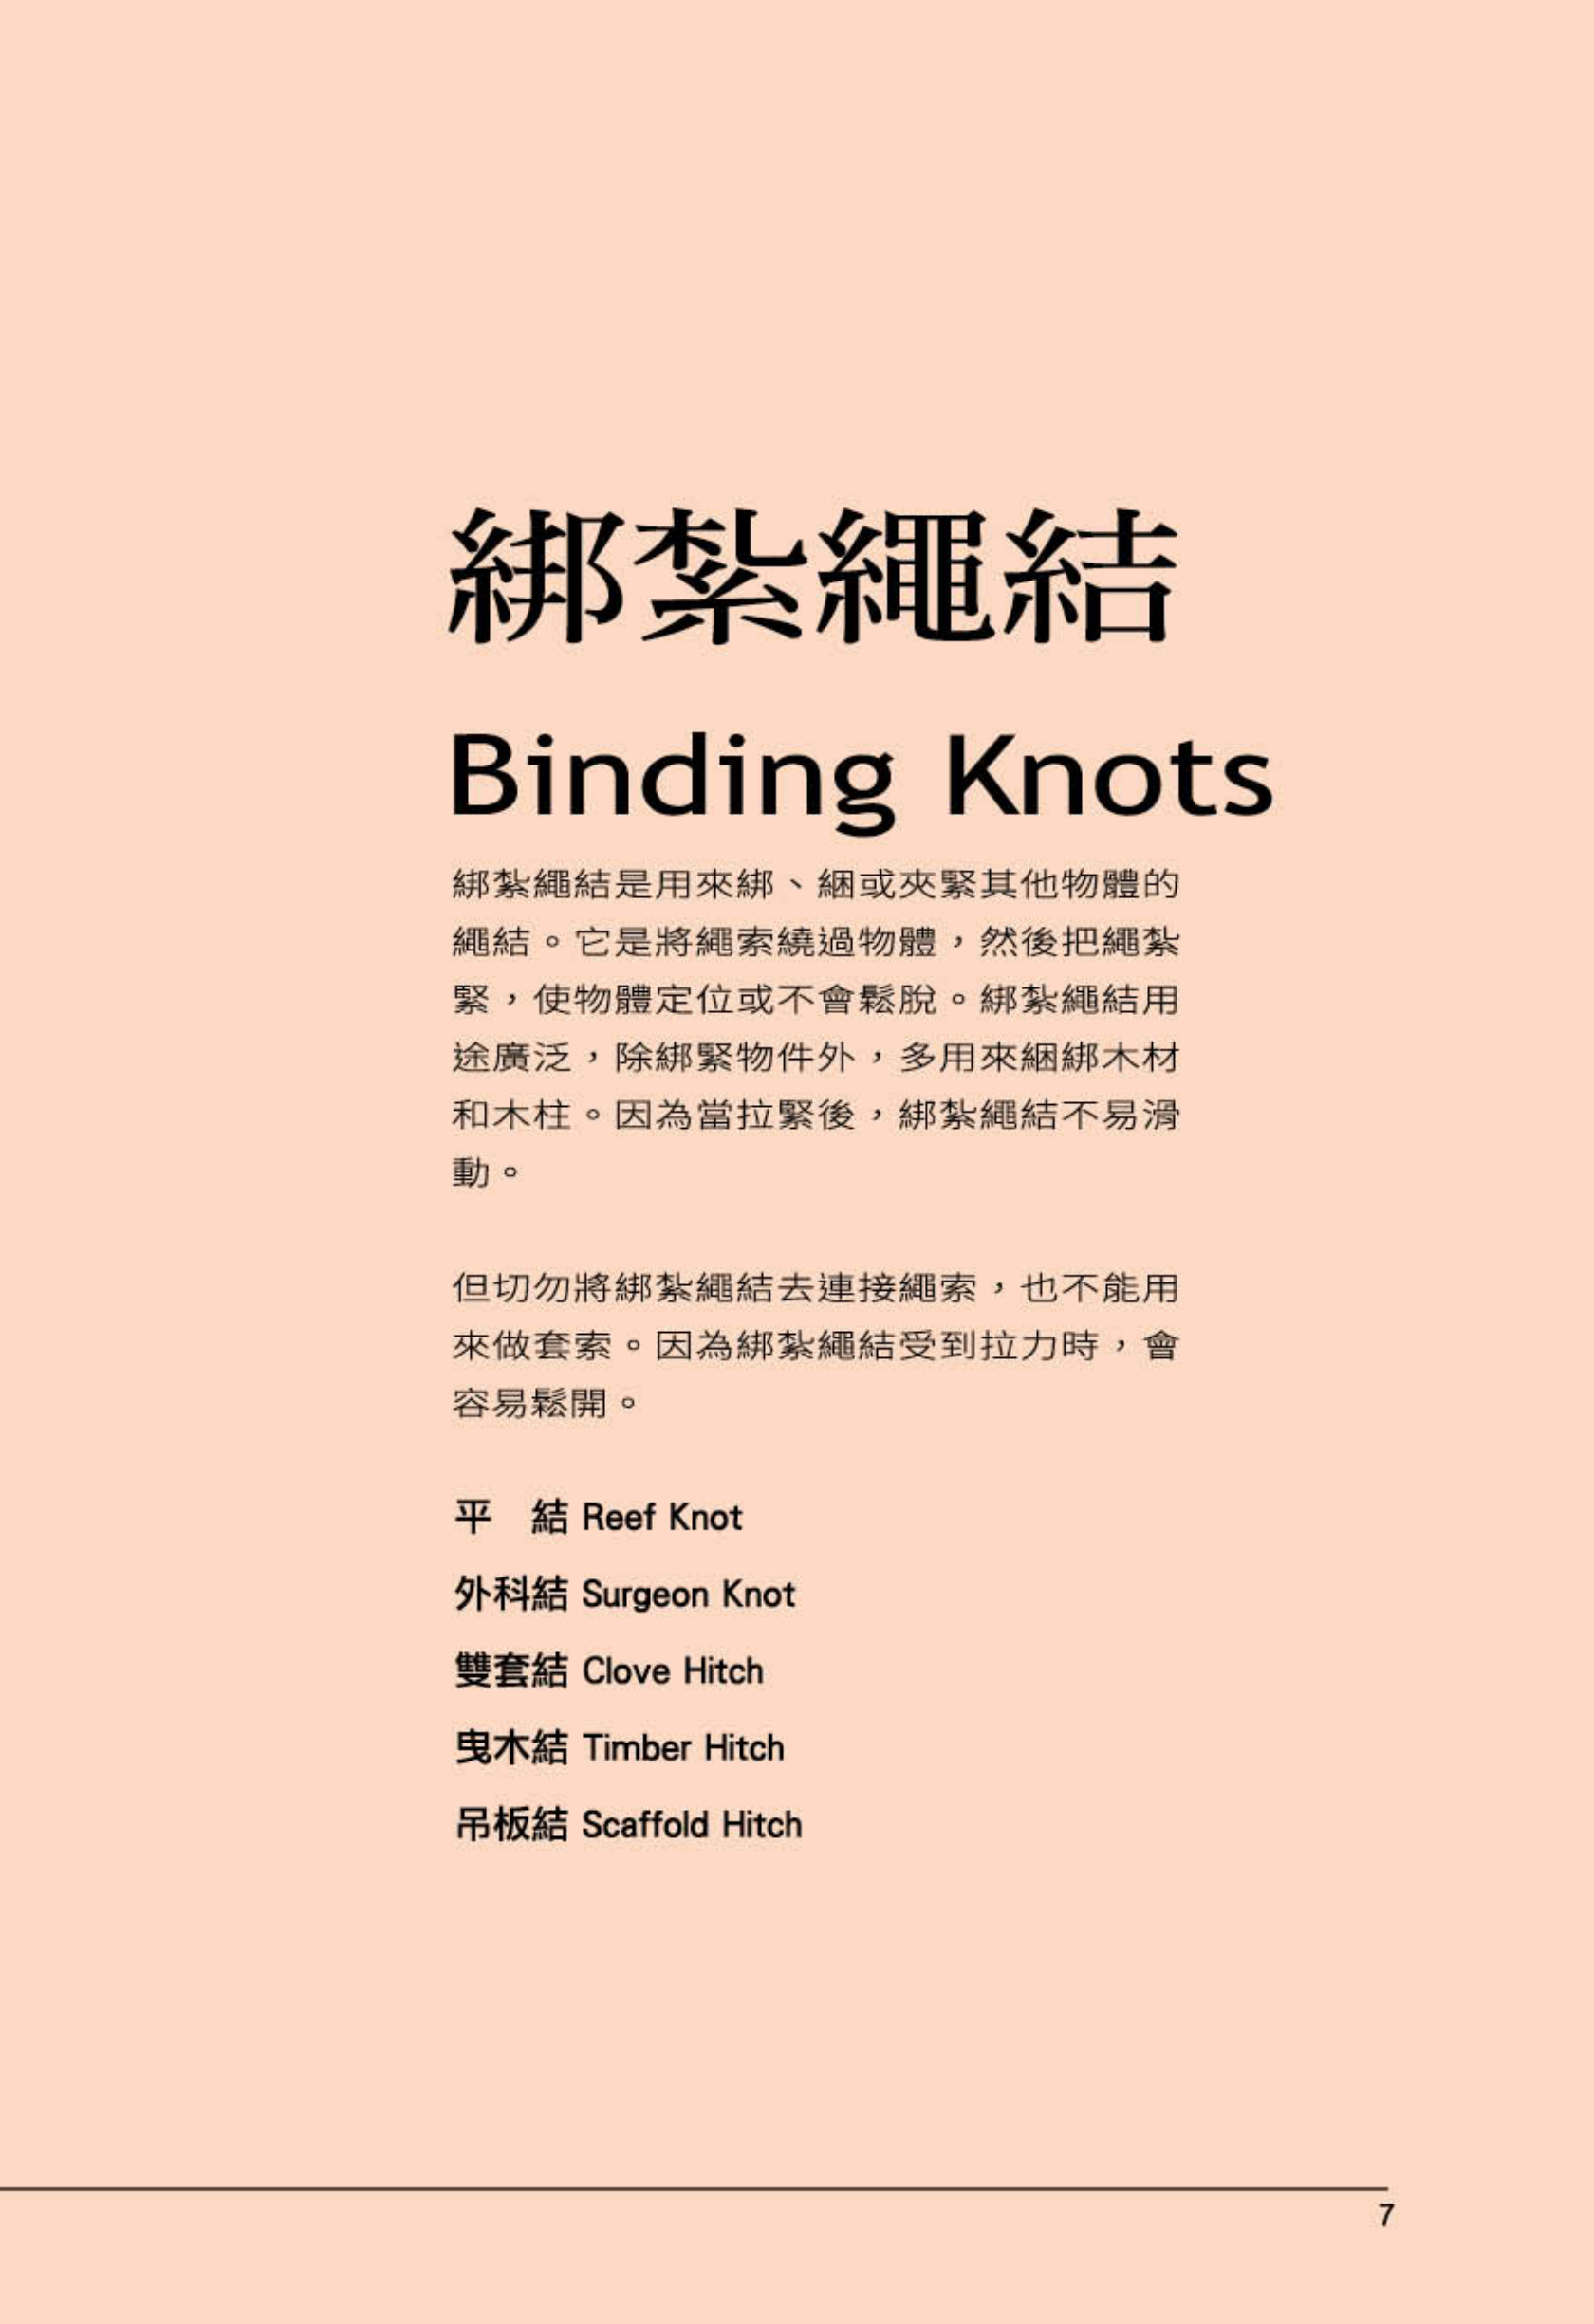 綁紮繩結
Binding Knots
綁紮繩結是用來綁、綑或夾緊其他物體的
繩結。它是將繩索繞過物體，然後把繩紮
緊，使物體定位或不會鬆脫。綁紮繩結用
途廣泛，除綁緊物件外，多用來綑綁木材
和木柱。因為當拉緊後，綁紮繩結不易滑
動。
但切勿將綁紮繩結去連接繩索，也不能用
來做套索。因為綁紮繩結受到拉力時，會
容易鬆開。
平　結 Reef Knot
外科結 Surgeon Knot
雙套結 Clove Hitch
曳木結 Timber Hitch
吊板結 Scaffold Hitch
7